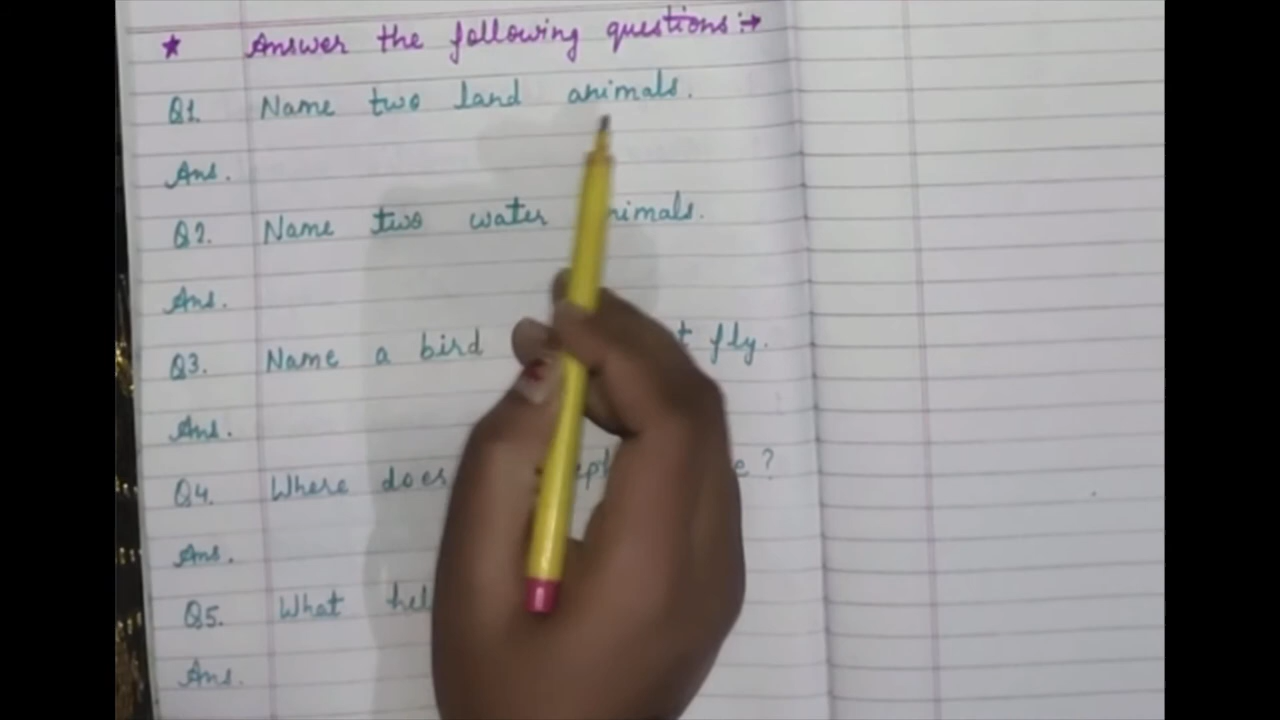 ★ Answer the following questions :→
Q1. Name two land animals.
Ans.
Q2. Name two water animals.
Ans.
Q3. Name a bird fly.
Ans.
Q4. Where does ?
Ans.
Q5. What
Ans.